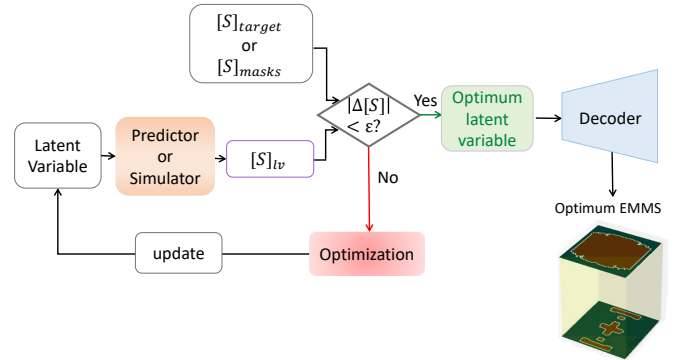 [S]target
or
[S]masks
|Δ[S]|
< ε?
Yes
Optimum
latent
variable
Decoder
Latent
Variable
Predictor
or
Simulator
[S]lv
No
Optimum EMMS
update
Optimization